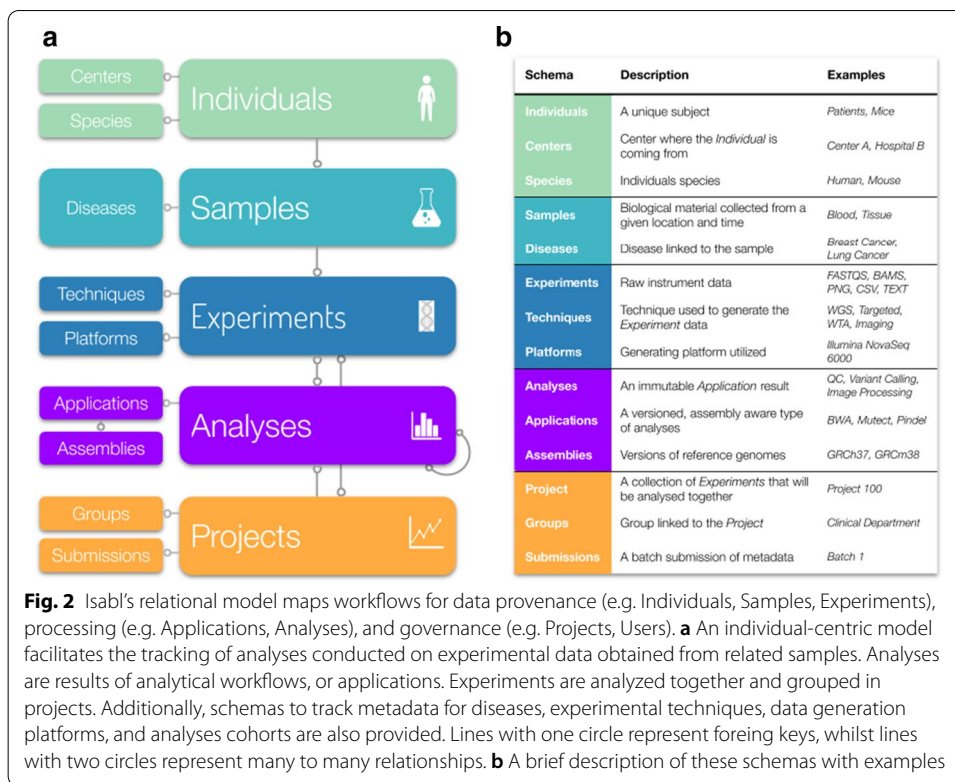 a
Centers
Species
Individuals
Diseases
Samples
Techniques
Platforms
Experiments
Applications
Assemblies
Analyses
Groups
Submissions
Projects
b
Schema Description Examples
Individuals A unique subject Patients, Mice
Centers Center where the Individual is
coming from Center A, Hospital B
Species Individuals species Human, Mouse
Samples Biological material collected from a
given location and time Blood, Tissue
Diseases Disease linked to the sample Breast Cancer,
Lung Cancer
Experiments Raw instrument data FASTQS, BAMS,
PNG, CSV, TEXT
Techniques Technique used to generate the
Experiment data WGS, Targeted,
WTA, Imaging
Platforms Generating platform utilized Illumina NovaSeq
6000
Analyses An immutable Application result QC, Variant Calling,
Image Processing
Applications A versioned, assembly aware type
of analyses BWA, Mutect, Pindel
Assemblies Versions of reference genomes GRCh37, GRCm38
Project A collection of Experiments that will
be analysed together Project 100
Groups Group linked to the Project Clinical Department
Submissions A batch submission of metadata Batch 1
Fig. 2 Isabl's relational model maps workflows for data provenance (e.g. Individuals, Samples, Experiments),
processing (e.g. Applications, Analyses), and governance (e.g. Projects, Users). a An individual-centric model
facilitates the tracking of analyses conducted on experimental data obtained from related samples. Analyses
are results of analytical workflows, or applications. Experiments are analyzed together and grouped in
projects. Additionally, schemas to track metadata for diseases, experimental techniques, data generation
platforms, and analyses cohorts are also provided. Lines with one circle represent foreing keys, whilst lines
with two circles represent many to many relationships. b A brief description of these schemas with examples